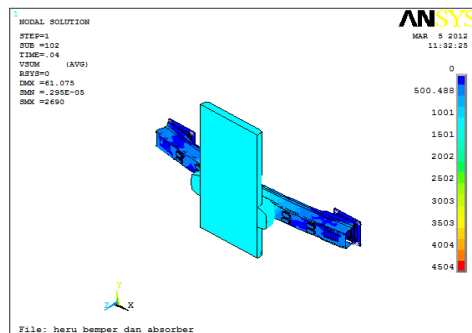 1
NODAL SOLUTION
STEP=1
SUB =102
TIME=.04
VSUM (AVG)
RSYS=0
DMX =61.075
SMN =.295E-05
SMX =2690
ANSYS
MAR 5 2012
11:32:25
0
500.488
1001
1501
2002
2502
3003
3503
4004
4504
Y
Z
X
File: heru bemper dan absorber